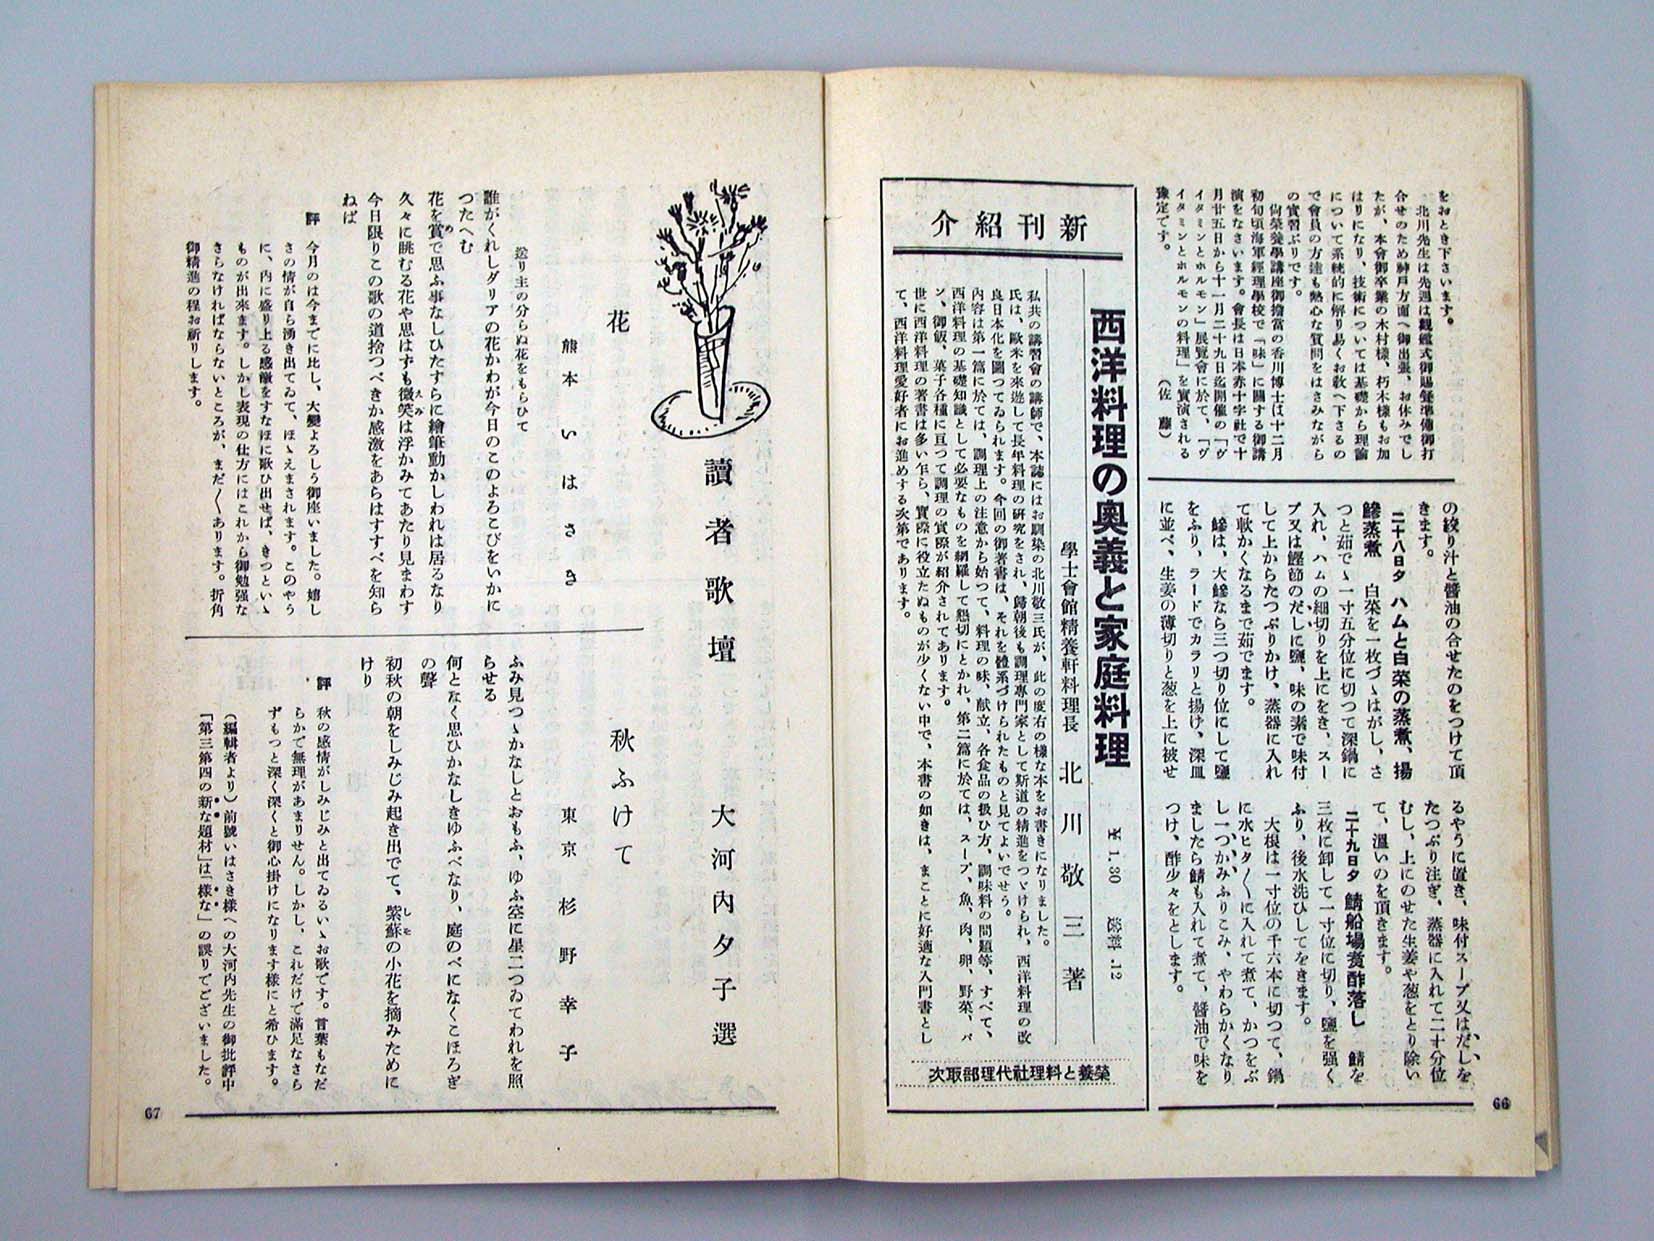 をおとき下さいます。
北川先生は先週は觀艦式御賜餐準備御打
合せのため神戸方面へ御出張、お休みでし
たが、本會御卒業の木村様、朽木様もお加
はりになり、技術については基礎から理論
について系統的に解り易くお敎へ下さるの
で會員の方達も熱心な質問をはさみながら
の實習ぶりです。
尙榮養學講座御擔當の香川博士は十二月
初旬頃海軍經理學校で「味」に關する御講
演をなさいます。會長は日本赤十字社で十
月廿五日から十一月二十九日迄開催の「ヴ
イタミンとホルモン」展覽會に於て、「ヴ
イタミンとホルモンの料理」を實演される
豫定です。
（佐藤）
の絞り汁と醬油の合せたのをつけて頂
きます。
二十八日夕 ハムと白菜の蒸煮、揚
鯵蒸煮 白菜を一枚づゝはがし、さ
つと茹で一寸五分位に切つて深鍋に
入れ、ハムの細切りを上にをき、スー
プ又は鰹節のだしに鹽、味の素で味付
して上からたつぷりかけ、蒸器に入れ
て軟かくなるまで茹でます。
鯵は、大鯵なら三つ切り位にして鹽
をふり、ラードでカラリと揚げ、深皿
に並べ、生姜の薄切りと葱を上に被せ
るやうに置き、味付スープ又はだしを
たつぷり注ぎ、蒸器に入れて二十分位
むし、上にのせた生姜や葱をとり除い
て、溫いのを頂きます。
二十九日夕 鯖船場煮酢落し 鯖を
三枚に卸して一寸位に切り、鹽を强く
ふり、後水洗ひしてをきます。
大根は一寸位の千六本に切つて、鍋
に水ヒタ〱に入れて煮て、かつをぶ
し一つかみふりこみ、やわらかくなり
ましたら鯖も入れて煮て、醬油で味を
つけ、酢少々をとします。
66
新刊紹介
西洋料理の奥義と家庭料理
￥1.30 送料.12
學士會館精養軒料理長 北川敬三著
私共の講習會の講師で、本誌にはお馴染の北川敬三氏が、此の度右の樣な本をお書きになりました。
氏は、歐米を來遊して長年料理の研究をされ、歸朝後も調理專門家として斯道の精進をつゞけられ、西洋料理の改
良日本化を圖つてゐられます。今回の御著書は、それを體系づけられたものと見てよいでせう。
內容は第一篇に於ては、調理上の注意から始つて、料理の味、献立、各食品の扱ひ方、調味料の問題等、すべて、
西洋料理の基礎知識として必要なものを網羅して懇切にとかれ、第二篇に於ては、スープ、魚、肉、卵、野菜、パ
ン、御飯、菓子各種に亘つて調理の實際が紹介されてあります。
世に西洋料理の著書は多い乍ら、實際に役立たぬものが少くない中で、本書の如きは、まことに好適な入門書とし
て、西洋料理愛好者にお進めする次第であります。
榮養と料理社代理部取次
讀者歌壇 大河內夕子選
花
熊本 いはさき
送り主の分らぬ花をもらひて
誰がくれしダリアの花かわが今日のこのよろこびをいかに
つたへむ
花を賞で思ふ事なしひたすらに繪筆動かしわれは居るなり
久々に眺むる花や思はずも微笑は浮かみてあたり見まわす
今日限りこの歌の道捨つべきか感激をあらはすすべを知ら
ねば
評 今月のは今までに比し、大變よろしう御座いました。嬉し
さの情が自ら湧き出てゐて、ほゝえまされます。このやう
に、內に盛り上る感激をすなほに歌ひ出せば、きつといゝ
ものが出來ます。しかし表現の仕方にはこれから御勉强な
さらなければならないところが、まだ〱あります。折角
御精進の程お祈りします。
秋ふけて
東京 杉野幸子
ふみ見つゝかなしとおもふ、ゆふ空に星二つゐてわれを照
らせる
何となく思ひかなしきゆふべなり、庭のべになくこほろぎ
の聲
初秋の朝をしみじみ起き出でて、紫蘇の小花を摘みために
けり
評 秋の感情がしみじみと出てゐるいゝお歌です。言葉もなだ
らかで無理があまりせん。しかし、これだけで滿足なさら
ずもつと深く深くと御心掛けになります樣にと希ひます。
（編輯者より）前號いはさき樣への大河內先生の御批評中
「第三第四の新な題材」は「樣な」の誤りでございました。
67